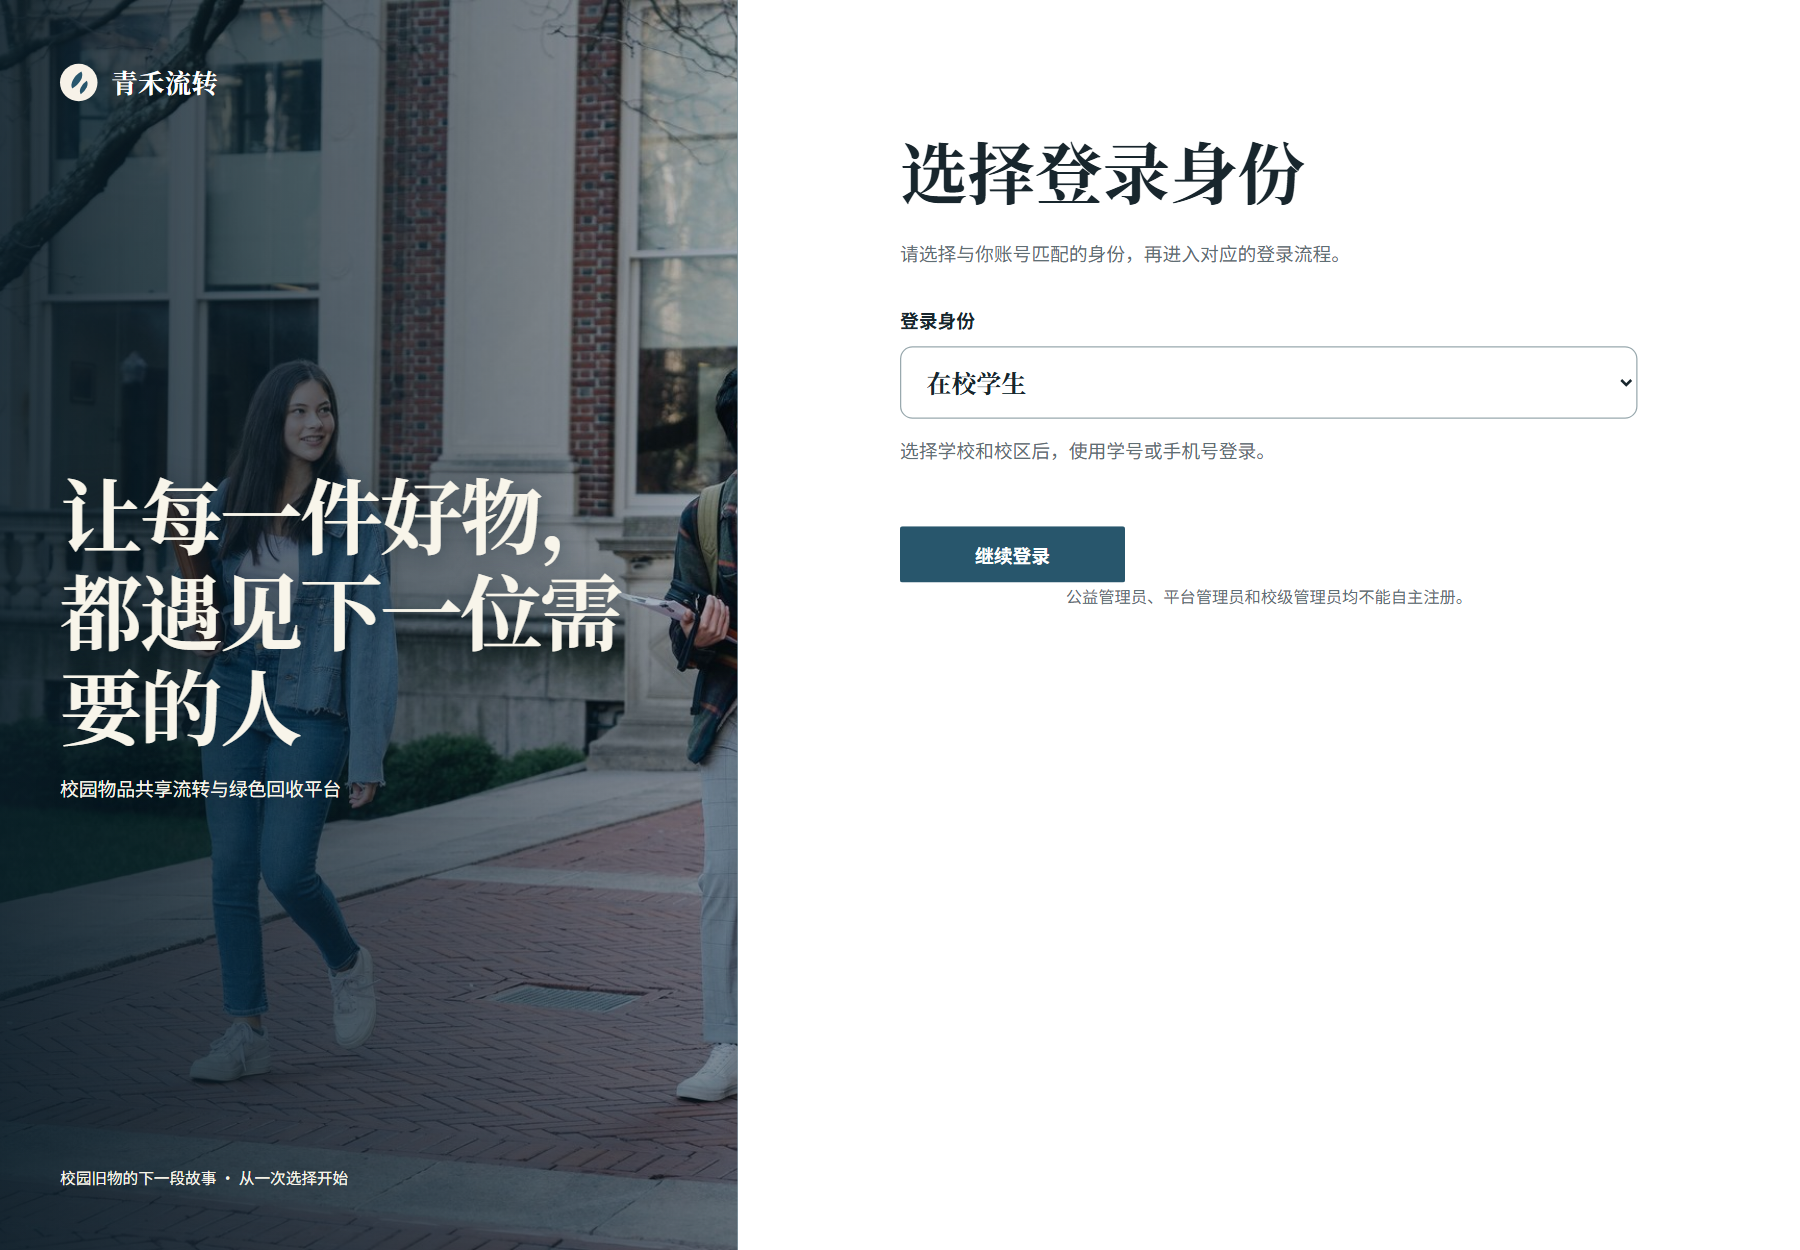 青禾流转
让每一件好物，
都遇见下一位需
要的人
校园物品共享流转与绿色回收平台
校园旧物的下一段故事 · 从一次选择开始
选择登录身份
请选择与你账号匹配的身份，再进入对应的登录流程。
登录身份
在校学生
选择学校和校区后，使用学号或手机号登录。
继续登录
公益管理员、平台管理员和校级管理员均不能自主注册。